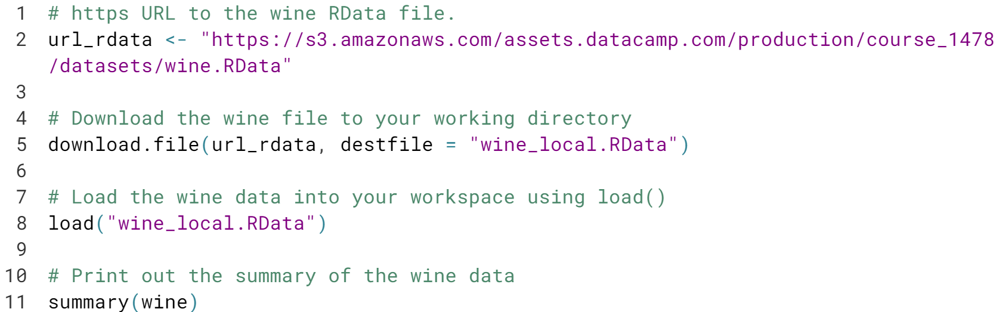 1 # https URL to the wine RData file.
2 url_rdata <- "https://s3.amazonaws.com/assets.datacamp.com/production/course_1478
/datasets/wine.RData"
3
4 # Download the wine file to your working directory
5 download.file(url_rdata, destfile = "wine_local.RData")
6
7 # Load the wine data into your workspace using load()
8 load("wine_local.RData")
9
10 # Print out the summary of the wine data
11 summary(wine)